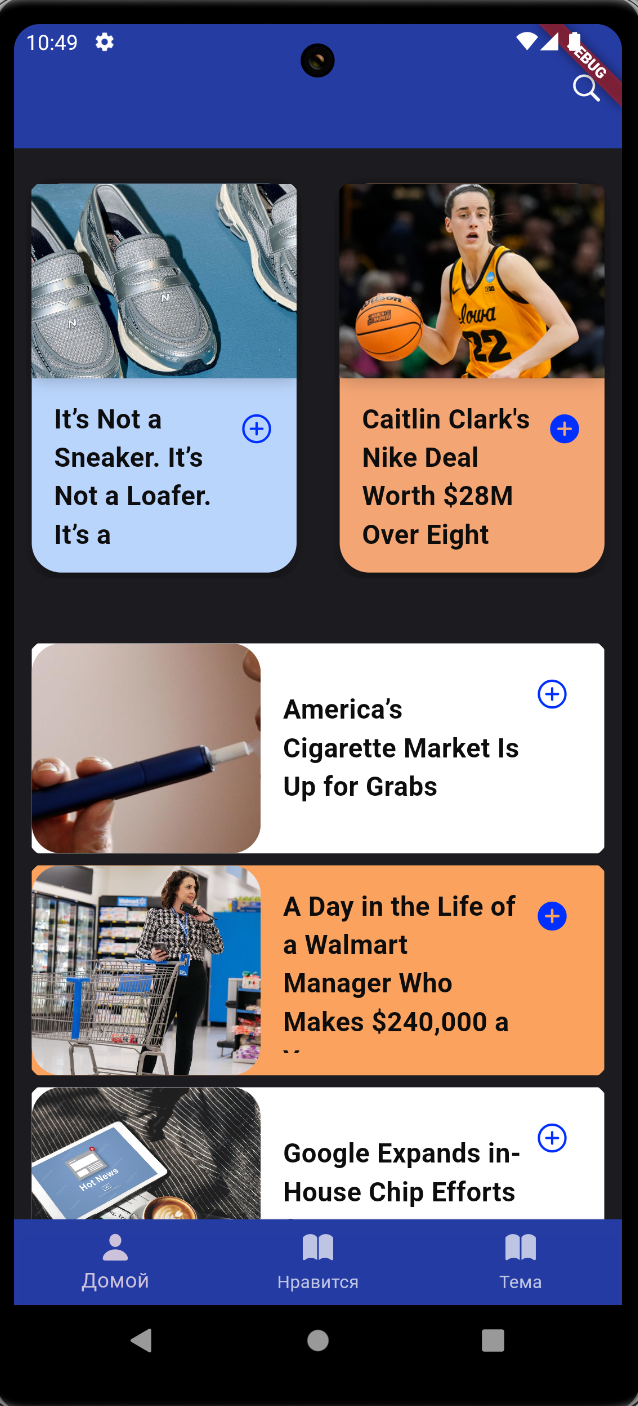 10:49
DEBUG
It’s Not a
Sneaker. It’s
Not a Loafer.
It’s a
Caitlin Clark's
Nike Deal
Worth $28M
Over Eight
Iowa
22
America’s
Cigarette Market Is
Up for Grabs
A Day in the Life of
a Walmart
Manager Who
Makes $240,000 a
Hot News
Google Expands in-
House Chip Efforts
Домой
Нравится
Тема